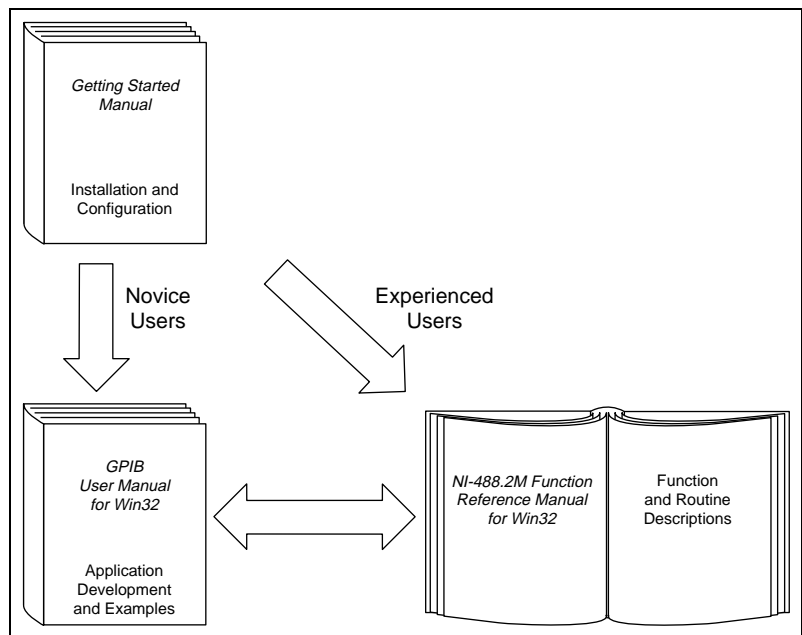 Getting Started
Manual
Installation and
Configuration
Novice
Users
Experienced
Users
GPIB
User Manual
for Win32
Application
Development
and Examples
NI-488.2M Function
Reference Manual
for Win32
Function
and Routine
Descriptions